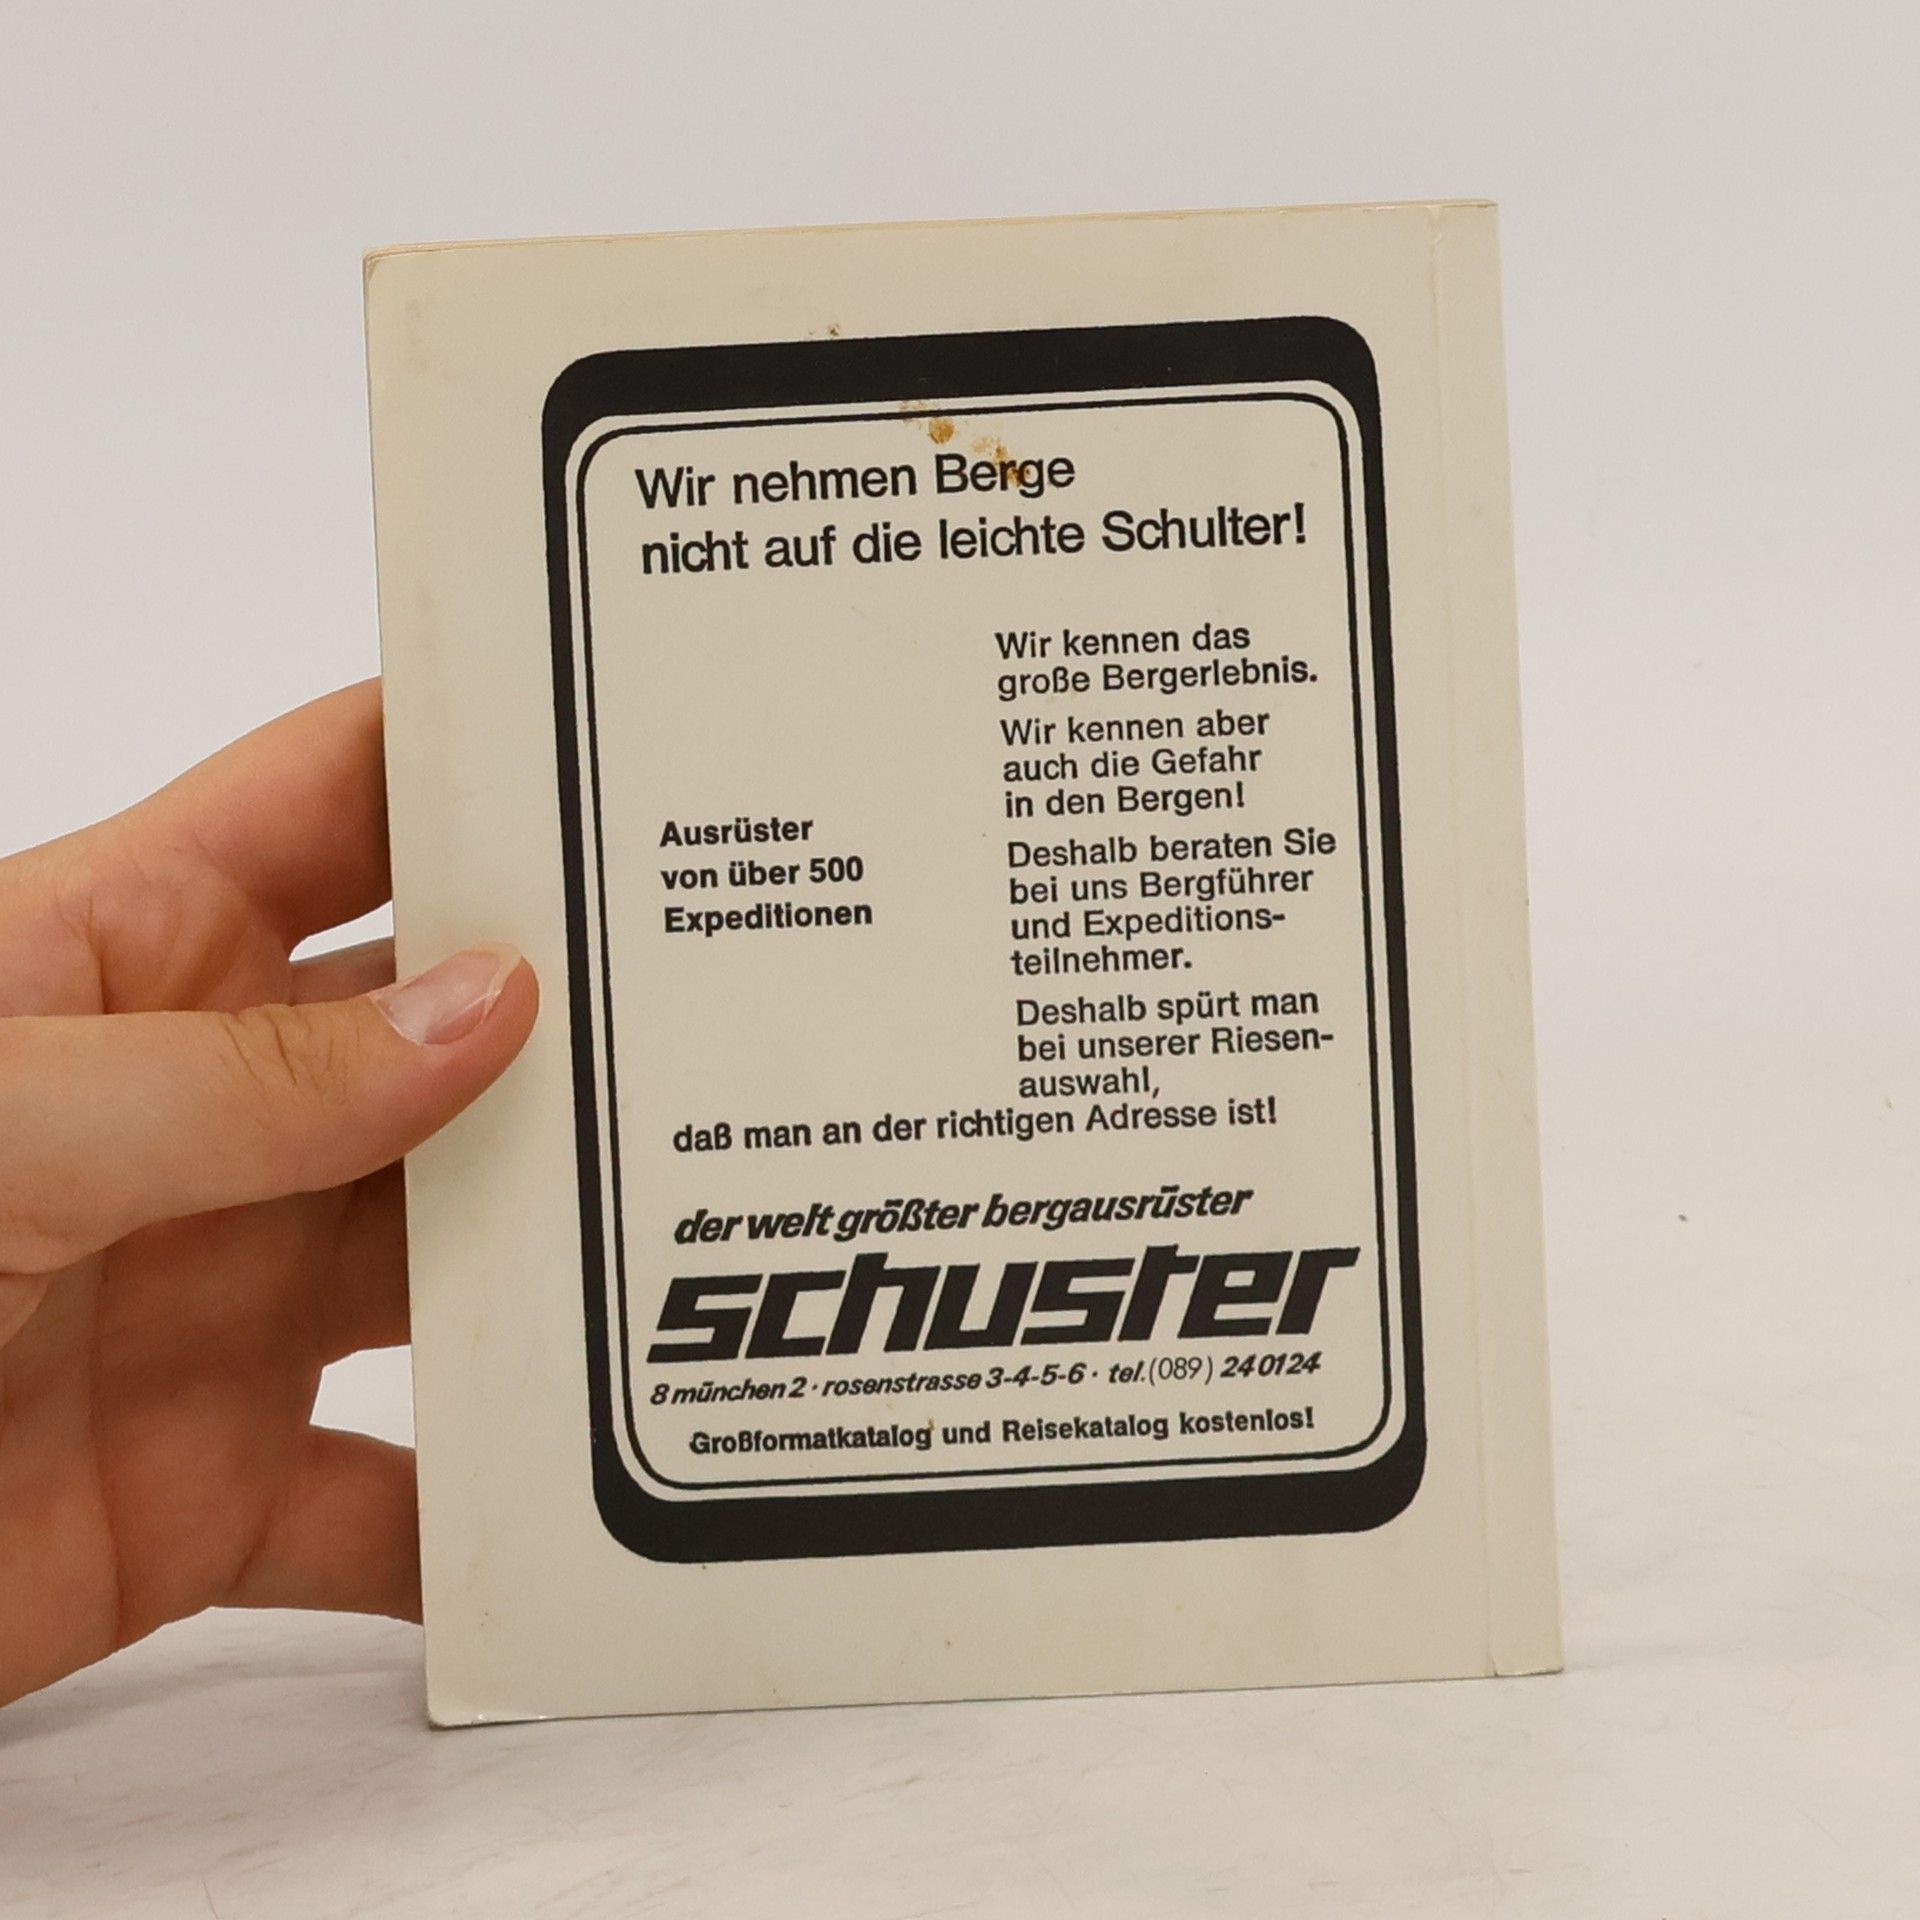 Wir nehmen Berge
nicht auf die leichte Schulter!
Wir kennen das
große Bergerlebnis.
Wir kennen aber
auch die Gefahr
in den Bergen!
Ausrüster
von über 500
Expeditionen
Deshalb beraten Sie
bei uns Bergführer
und Expeditions-
teilnehmer.
Deshalb spürt man
bei unserer Riesen-
auswahl,
daß man an der richtigen Adresse ist!
der welt größter bergausrüster
schuster
8 münchen 2 · rosenstrasse 3-4-5-6 · tel. (089) 240124
Großformatkatalog und Reisekatalog kostenlos!